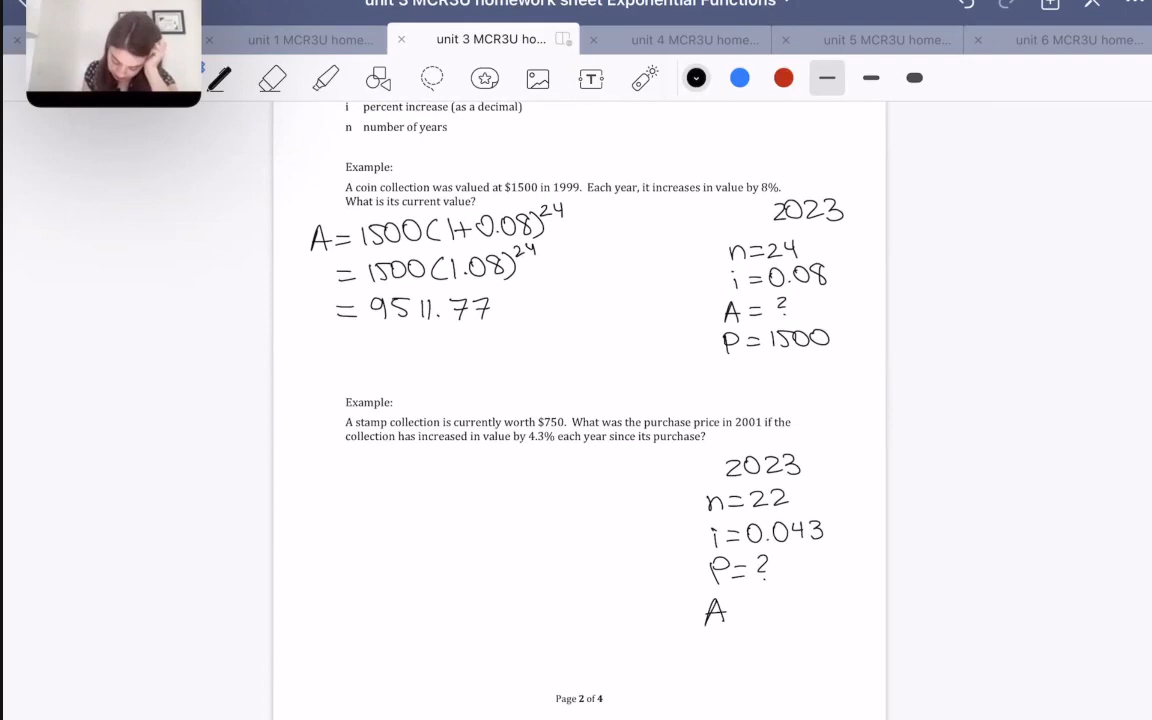 unit 3 MCR3U homework sheet Exponential Functions
unit 1 MCR3U home...
unit 3 MCR3U ho...
unit 4 MCR3U home...
unit 5 MCR3U home...
unit 6 MCR3U home...
i percent increase (as a decimal)
n number of years
Example:
A coin collection was valued at $1500 in 1999. Each year, it increases in value by 8%.
What is its current value?
A = 1500(1+0.08)^24
= 1500(1.08)^24
= 9511.77
2023
n=24
i=0.08
A = ?
P = 1500
Example:
A stamp collection is currently worth $750. What was the purchase price in 2001 if the
collection has increased in value by 4.3% each year since its purchase?
2023
n=22
i=0.043
P=?
A
Page 2 of 4